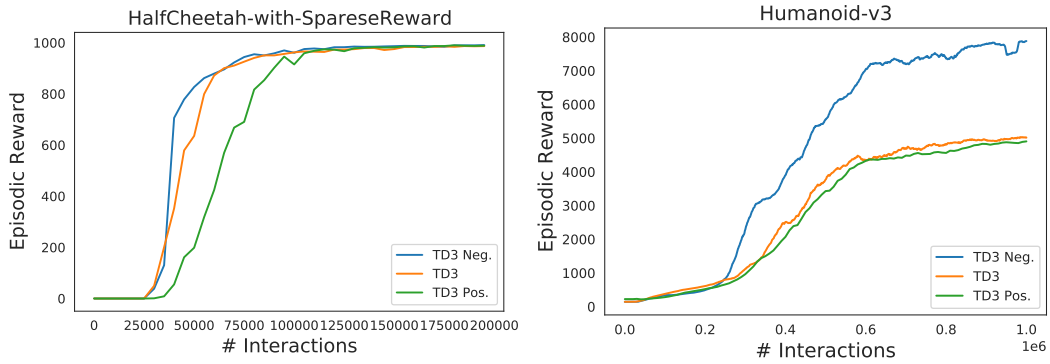 HalfCheetah-with-SpareseReward
Episodic Reward
1000
800
600
400
200
0
TD3 Neg.
TD3
TD3 Pos.
0 25000 50000 75000 100000 125000 150000 175000 200000
# Interactions
Humanoid-v3
Episodic Reward
8000
7000
6000
5000
4000
3000
2000
1000
0
TD3 Neg.
TD3
TD3 Pos.
0.0 0.2 0.4 0.6 0.8 1.0
1e6
# Interactions